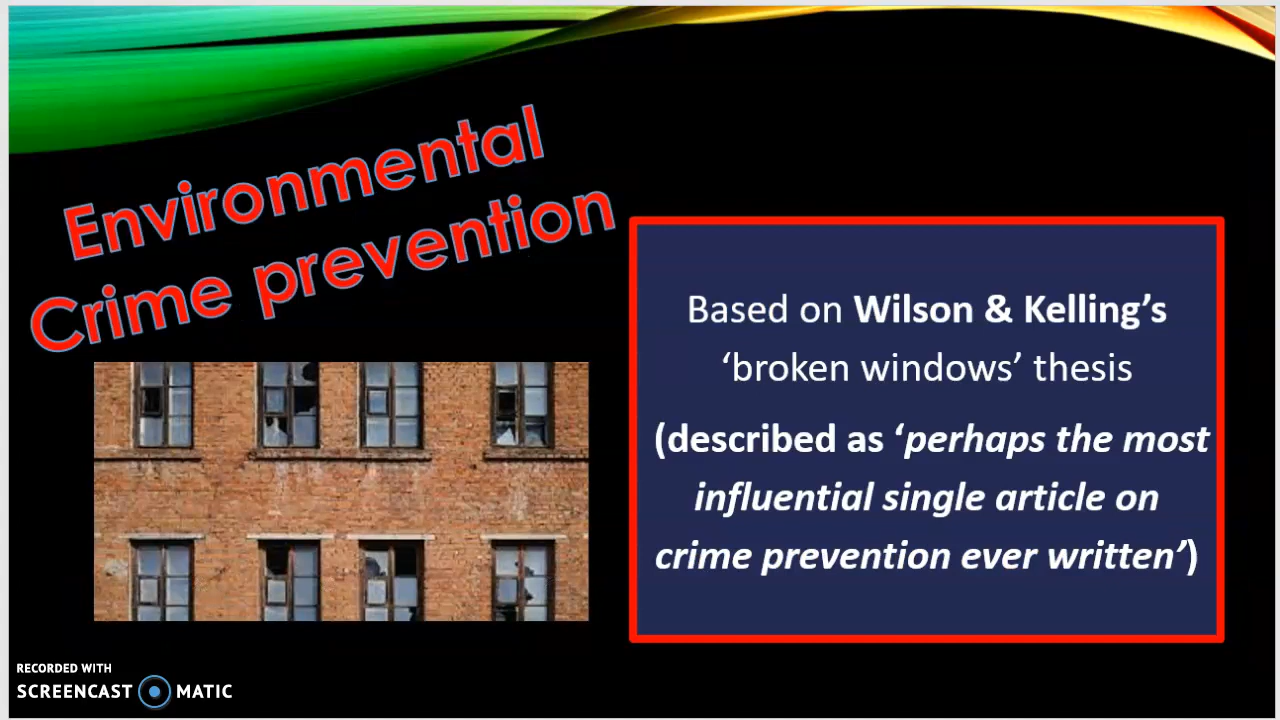 Environmental
Crime prevention
Based on Wilson & Kelling’s
‘broken windows’ thesis
(described as ‘perhaps the most
influential single article on
crime prevention ever written’)
RECORDED WITH
SCREENCAST MATIC